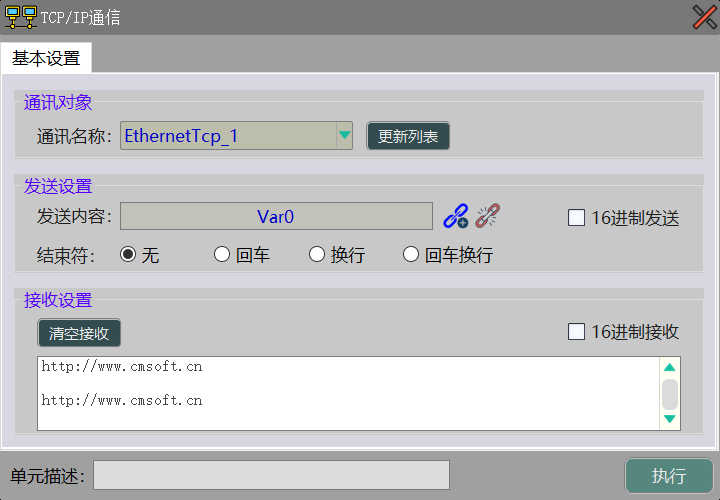 TCP/IP通信
基本设置
通讯对象
通讯名称: EthernetTcp_1 更新列表
发送设置
发送内容: Var0 16进制发送
结束符: 无 回车 换行 回车换行
接收设置
清空接收 16进制接收
http://www.cmsoft.cn
http://www.cmsoft.cn
单元描述: 执行